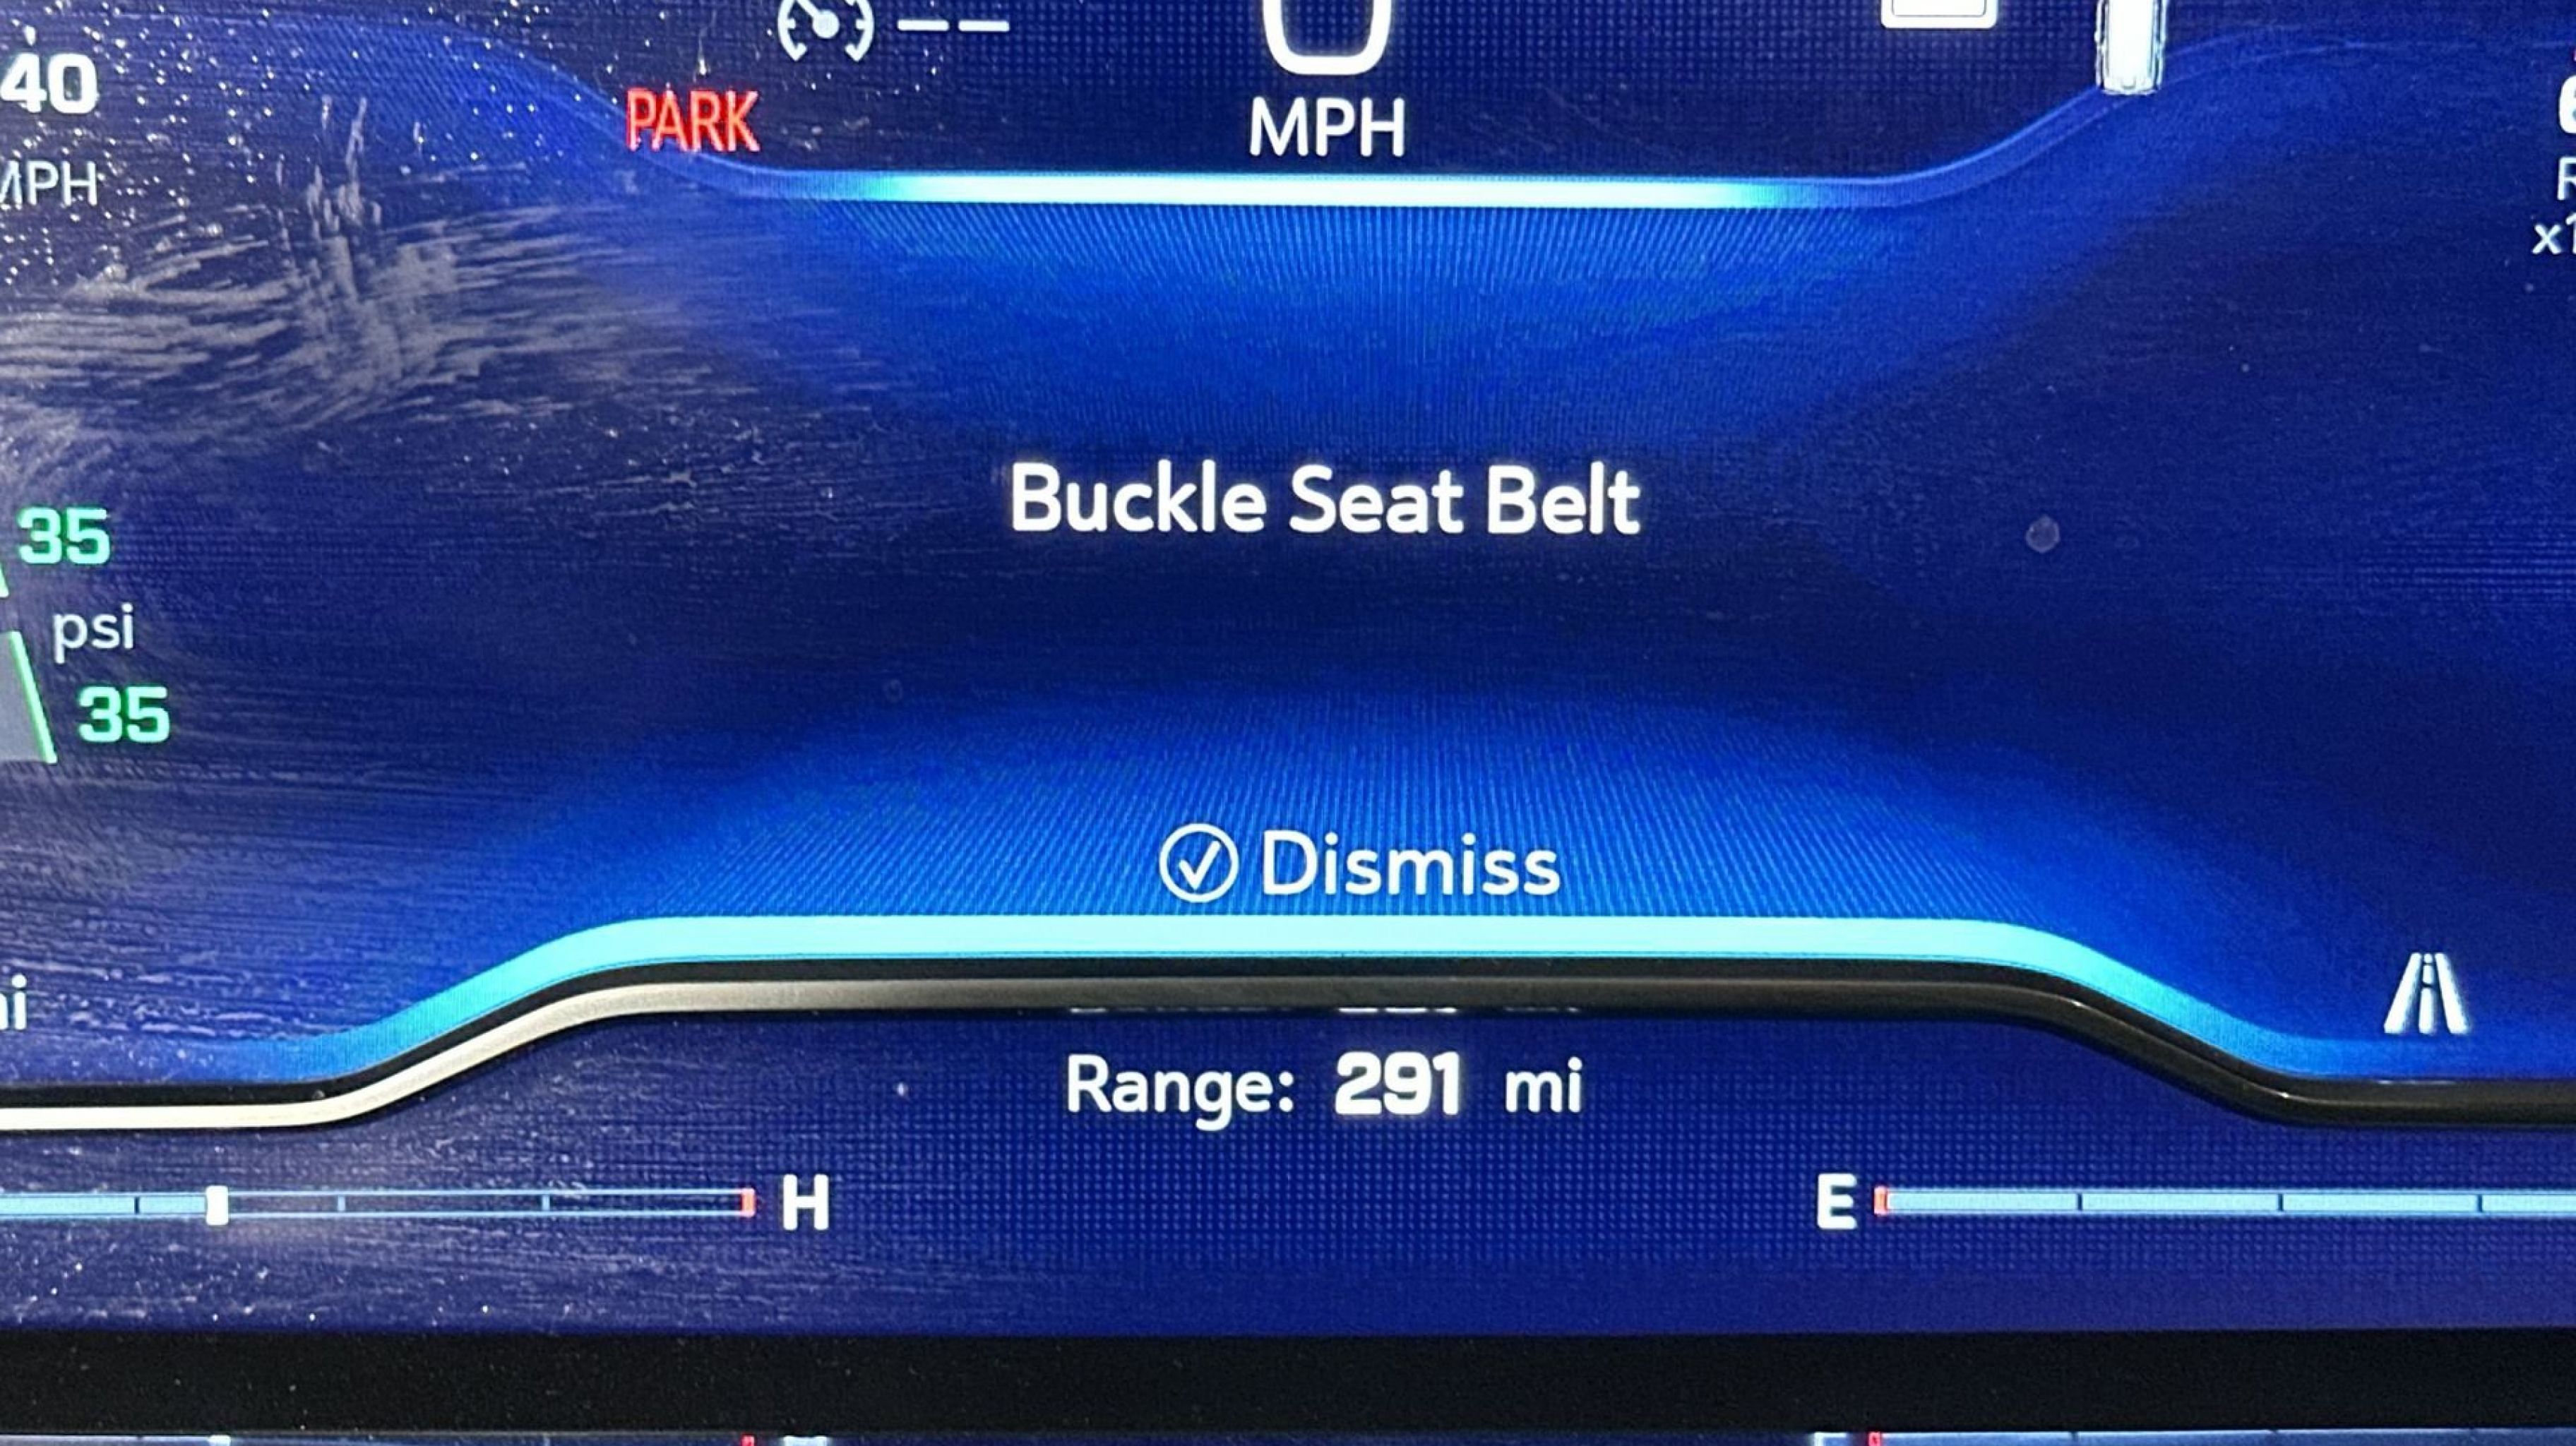 40
MPH
PARK
-- 
MPH
Buckle Seat Belt
35
psi
35
Dismiss
Range: 291 mi
H
E